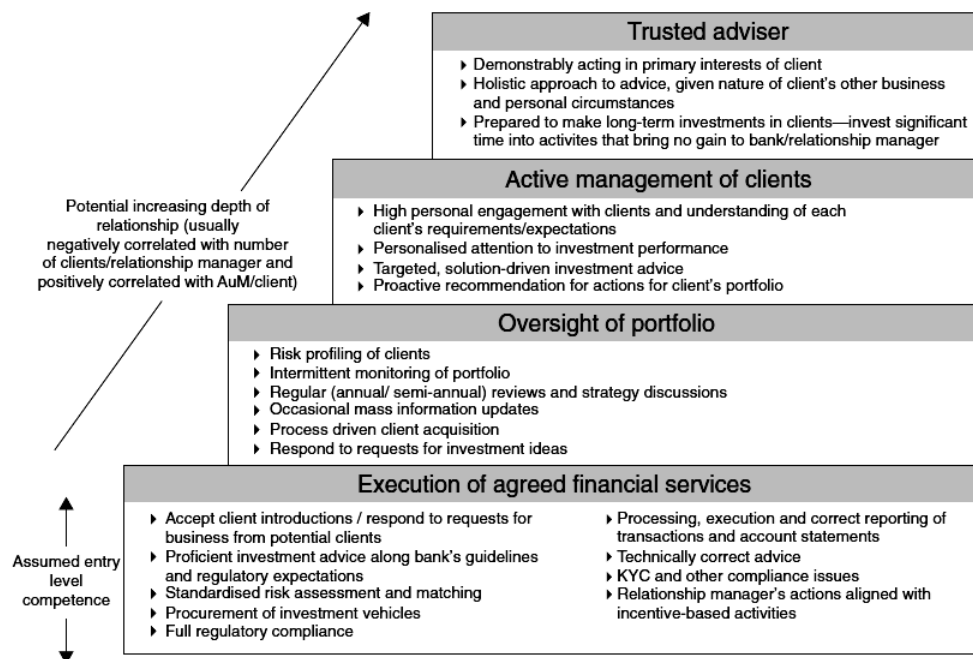 Trusted adviser
Demonstrably acting in primary interests of client
Holistic approach to advice, given nature of client's other business
and personal circumstances
Prepared to make long-term investments in clients—invest significant
time into activites that bring no gain to bank/relationship manager
Active management of clients
High personal engagement with clients and understanding of each
client's requirements/expectations
Personalised attention to investment performance
Targeted, solution-driven investment advice
Proactive recommendation for actions for client's portfolio
Potential increasing depth of
relationship (usually
negatively correlated with number
of clients/relationship manager and
positively correlated with AuM/client)
Oversight of portfolio
Risk profiling of clients
Intermittent monitoring of portfolio
Regular (annual/ semi-annual) reviews and strategy discussions
Occasional mass information updates
Process driven client acquisition
Respond to requests for investment ideas
Execution of agreed financial services
Accept client introductions / respond to requests for
business from potential clients
Proficient investment advice along bank's guidelines
and regulatory expectations
Standardised risk assessment and matching
Procurement of investment vehicles
Full regulatory compliance
Processing, execution and correct reporting of
transactions and account statements
Technically correct advice
KYC and other compliance issues
Relationship manager's actions aligned with
incentive-based activities
Assumed entry
level
competence